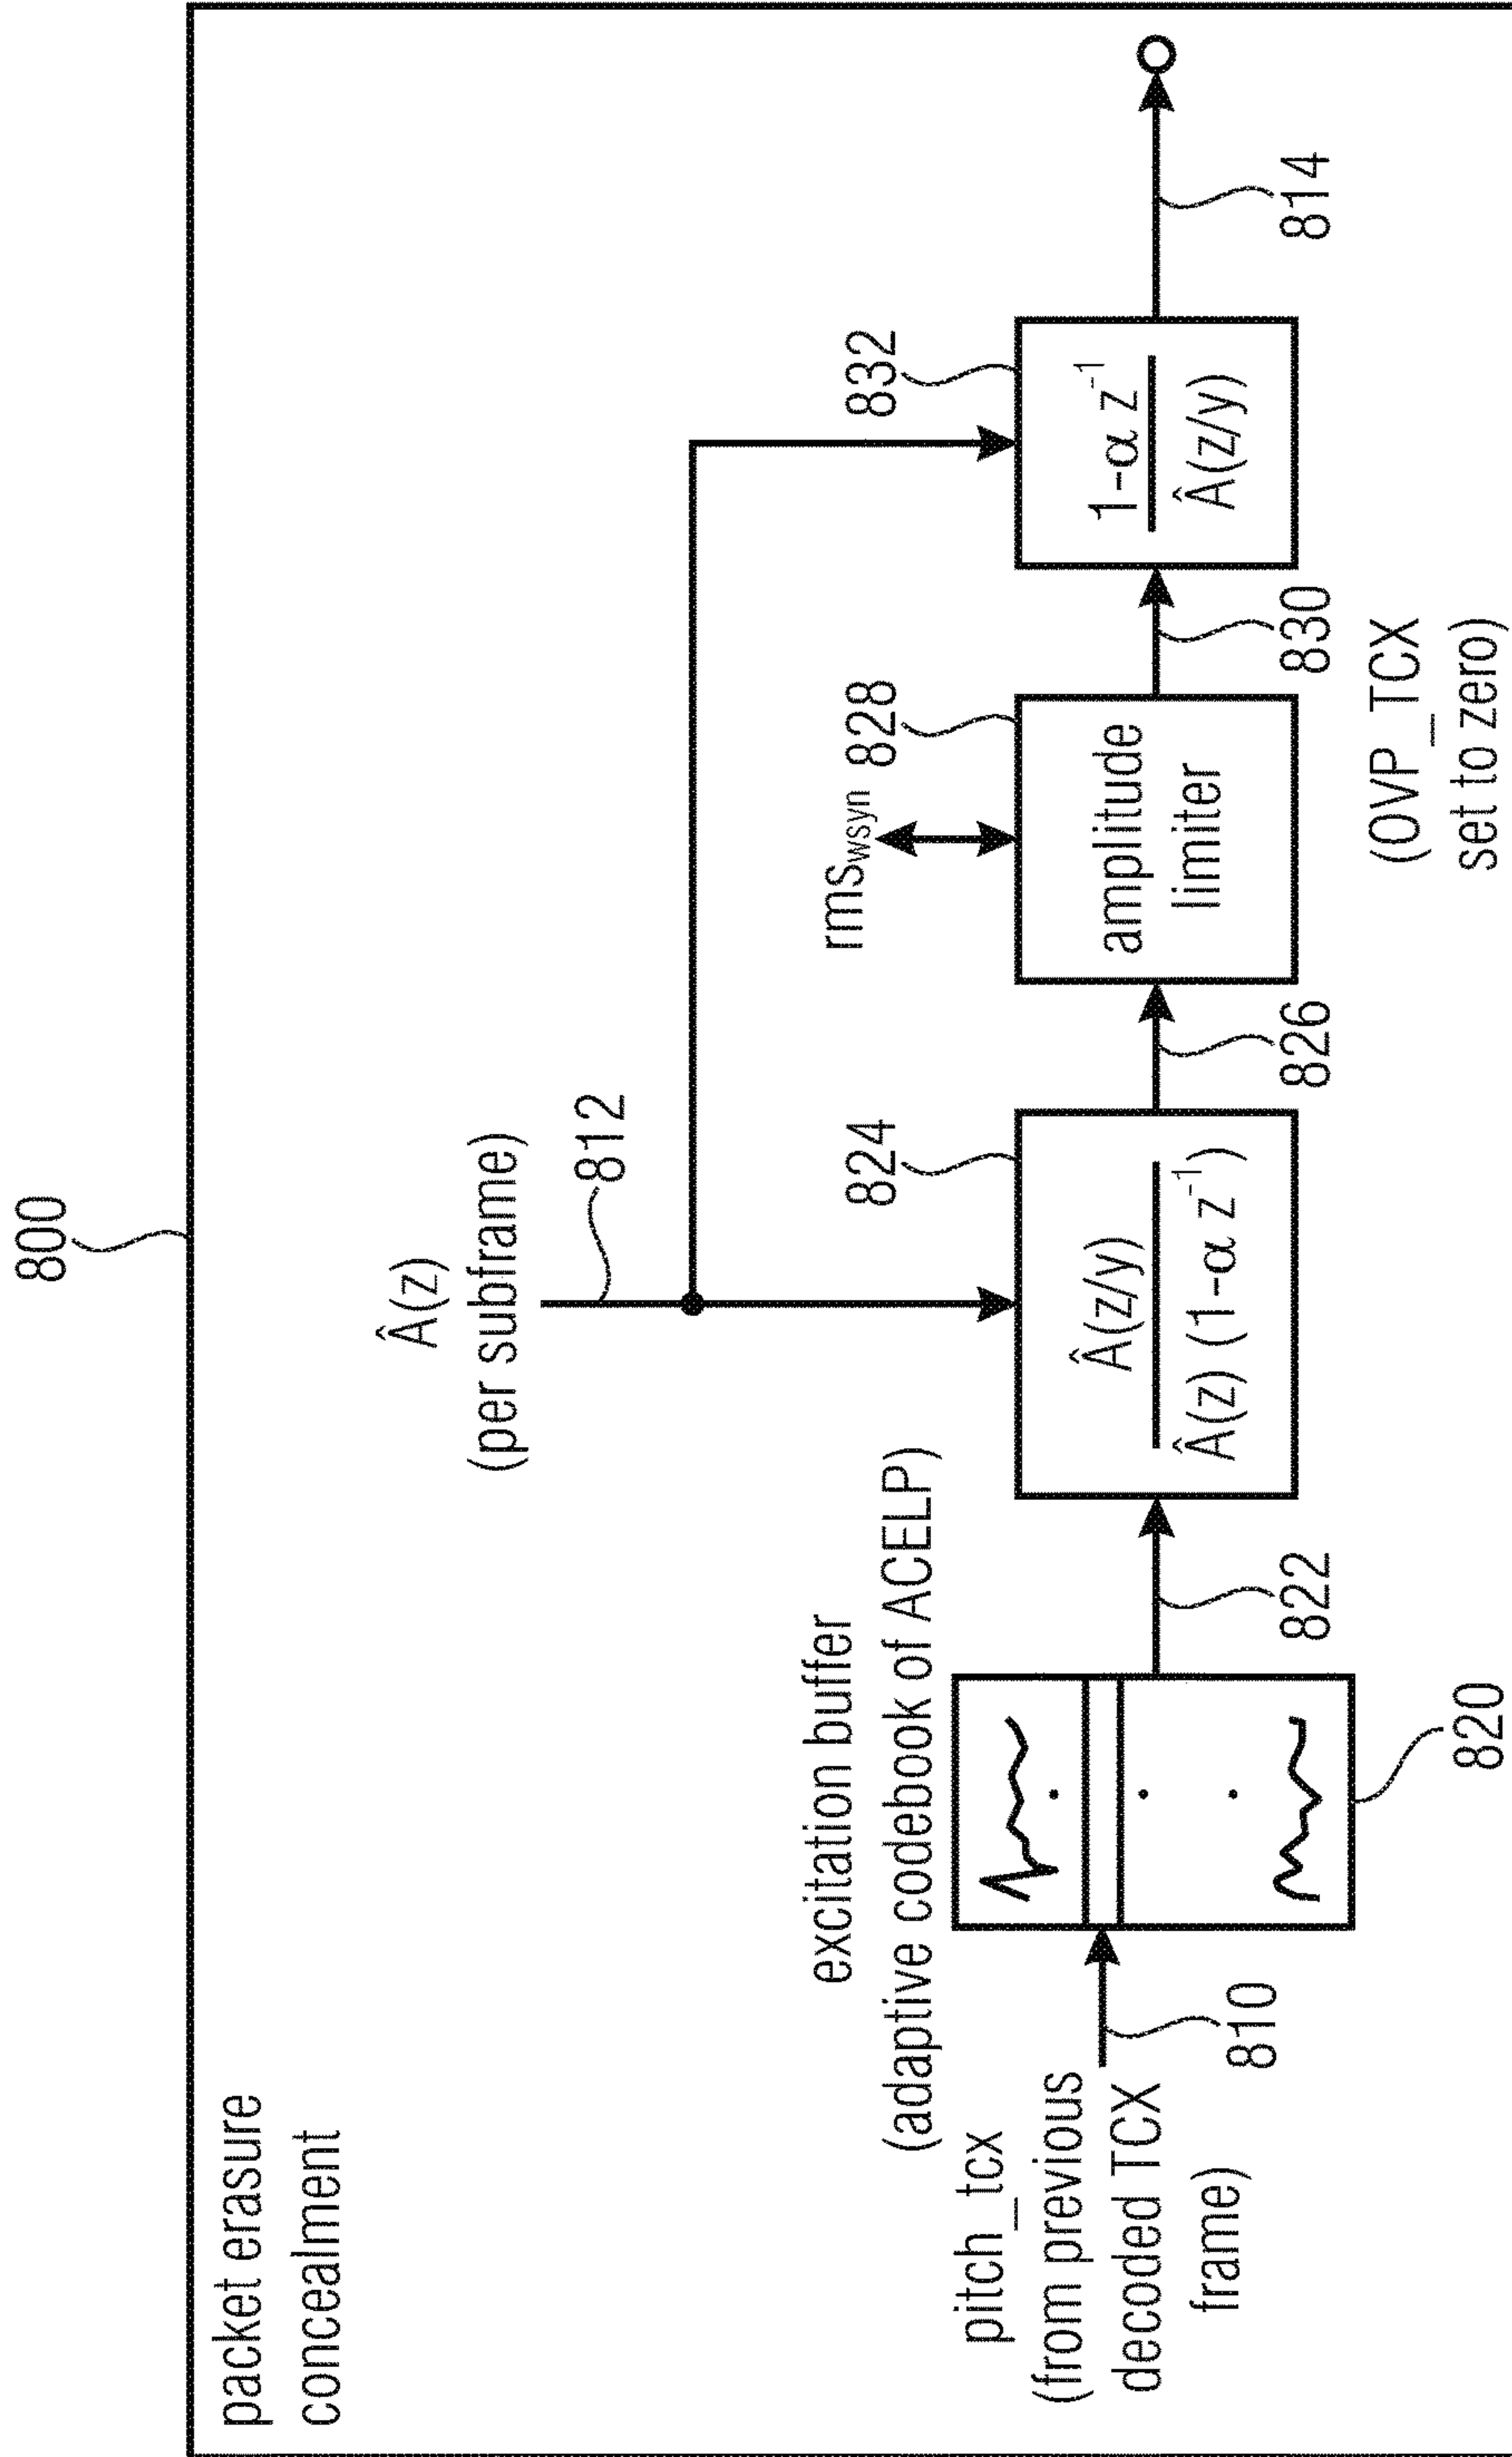 800
packet erasure
concealment
Â(z)
(per subframe)
812
excitation buffer
(adaptive codebook of ACELP)
pitch_tcx
(from previous
decoded TCX
frame)
810
820
822
824
Â(z/y)
Â(z) (1-α z⁻¹)
826
rms_wsyn
828
amplitude
limiter
830
(OVP_TCX
set to zero)
832
1-α z⁻¹
Â(z/y)
814